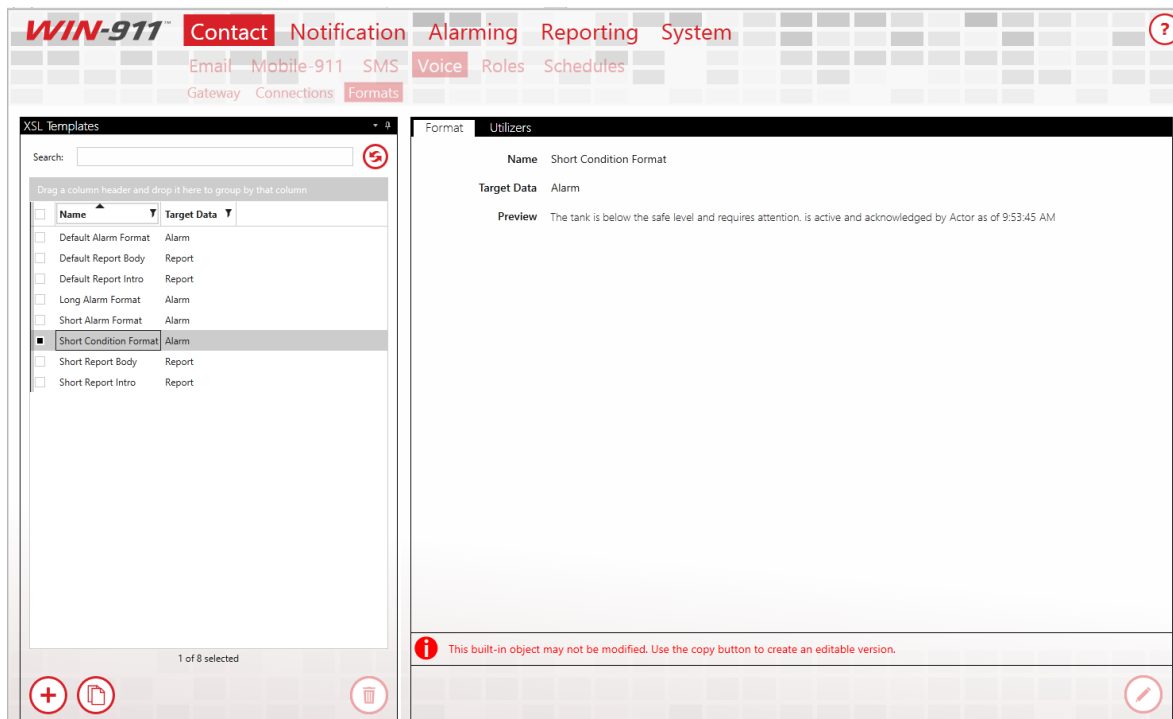 WIN-911™ Contact Notification Alarming Reporting System ?
Email Mobile-911 SMS Voice Roles Schedules
Gateway Connections Formats
XSL Templates
Search:
Drag a column header and drop it here to group by that column
Name Target Data
Default Alarm Format Alarm
Default Report Body Report
Default Report Intro Report
Long Alarm Format Alarm
Short Alarm Format Alarm
Short Condition Format Alarm
Short Report Body Report
Short Report Intro Report
1 of 8 selected
Format Utilizers
Name Short Condition Format
Target Data Alarm
Preview The tank is below the safe level and requires attention. is active and acknowledged by Actor as of 9:53:45 AM
This built-in object may not be modified. Use the copy button to create an editable version.